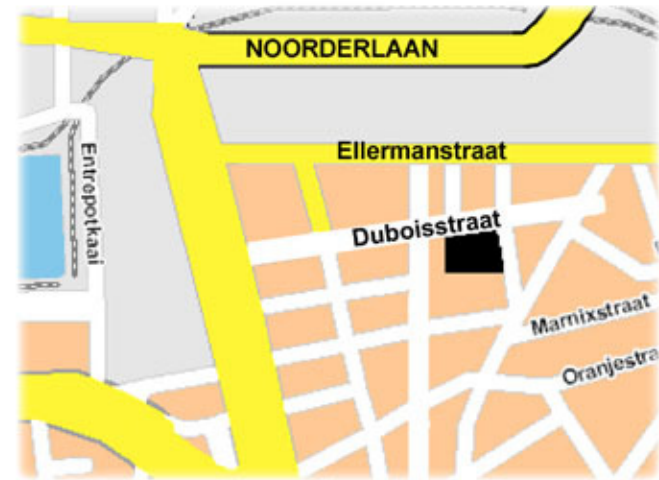 NOORDERLAAN
Ellermanstraat
Entrepotkaai
Duboisstraat
Marnixstraat
Oranjestra